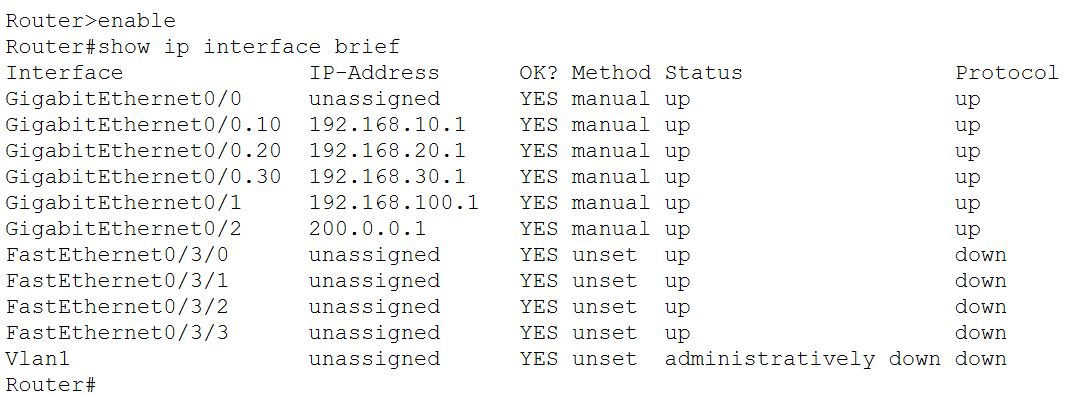 Router>enable
Router#show ip interface brief
Interface              IP-Address      OK? Method Status                Protocol
GigabitEthernet0/0     unassigned      YES manual up                    up
GigabitEthernet0/0.10  192.168.10.1    YES manual up                    up
GigabitEthernet0/0.20  192.168.20.1    YES manual up                    up
GigabitEthernet0/0.30  192.168.30.1    YES manual up                    up
GigabitEthernet0/1     192.168.100.1   YES manual up                    up
GigabitEthernet0/2     200.0.0.1       YES manual up                    up
FastEthernet0/3/0      unassigned      YES unset  up                    down
FastEthernet0/3/1      unassigned      YES unset  up                    down
FastEthernet0/3/2      unassigned      YES unset  up                    down
FastEthernet0/3/3      unassigned      YES unset  up                    down
Vlan1                  unassigned      YES unset  administratively down down
Router#